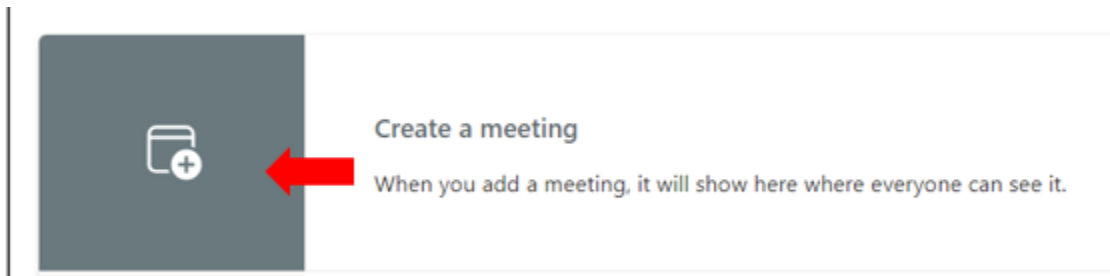 Create a meeting
When you add a meeting, it will show here where everyone can see it.